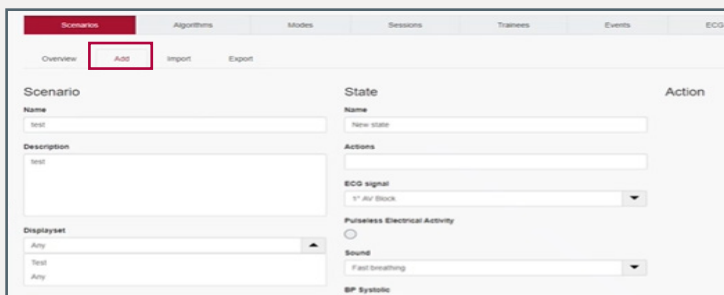 Scenarios Algorithms Modes Sessions Trainees Events ECG
Overview Add Import Export
Scenario
Name
test
Description
test
Displayset
Any
Test
Any
State
Name
New state
Actions
ECG signal
1° AV Block
Pulseless Electrical Activity
Sound
Fast breathing
BP Systolic
Action